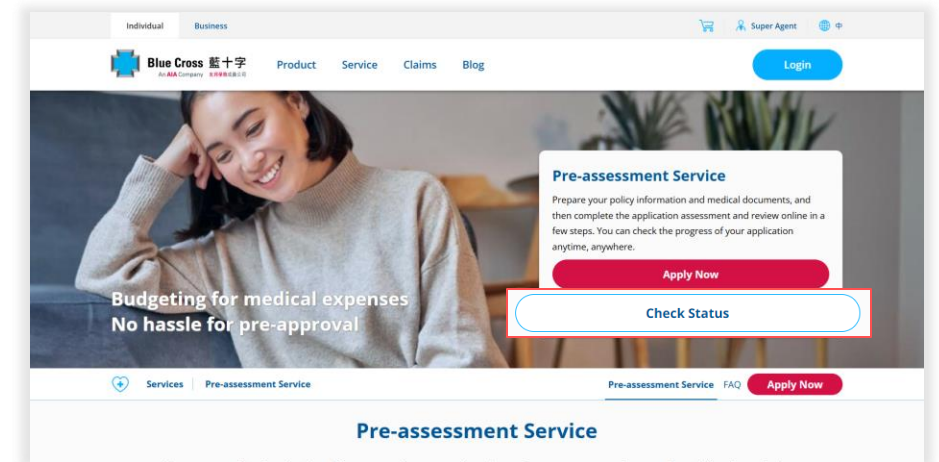 Individual Business Super Agent 中
Blue Cross 藍十字
An AIA Company
Product Service Claims Blog Login
Budgeting for medical expenses
No hassle for pre-approval
Pre-assessment Service
Prepare your policy information and medical documents, and
then complete the application assessment and review online in a
few steps. You can check the progress of your application
anytime, anywhere.
Apply Now
Check Status
Services Pre-assessment Service Pre-assessment Service FAQ Apply Now
Pre-assessment Service